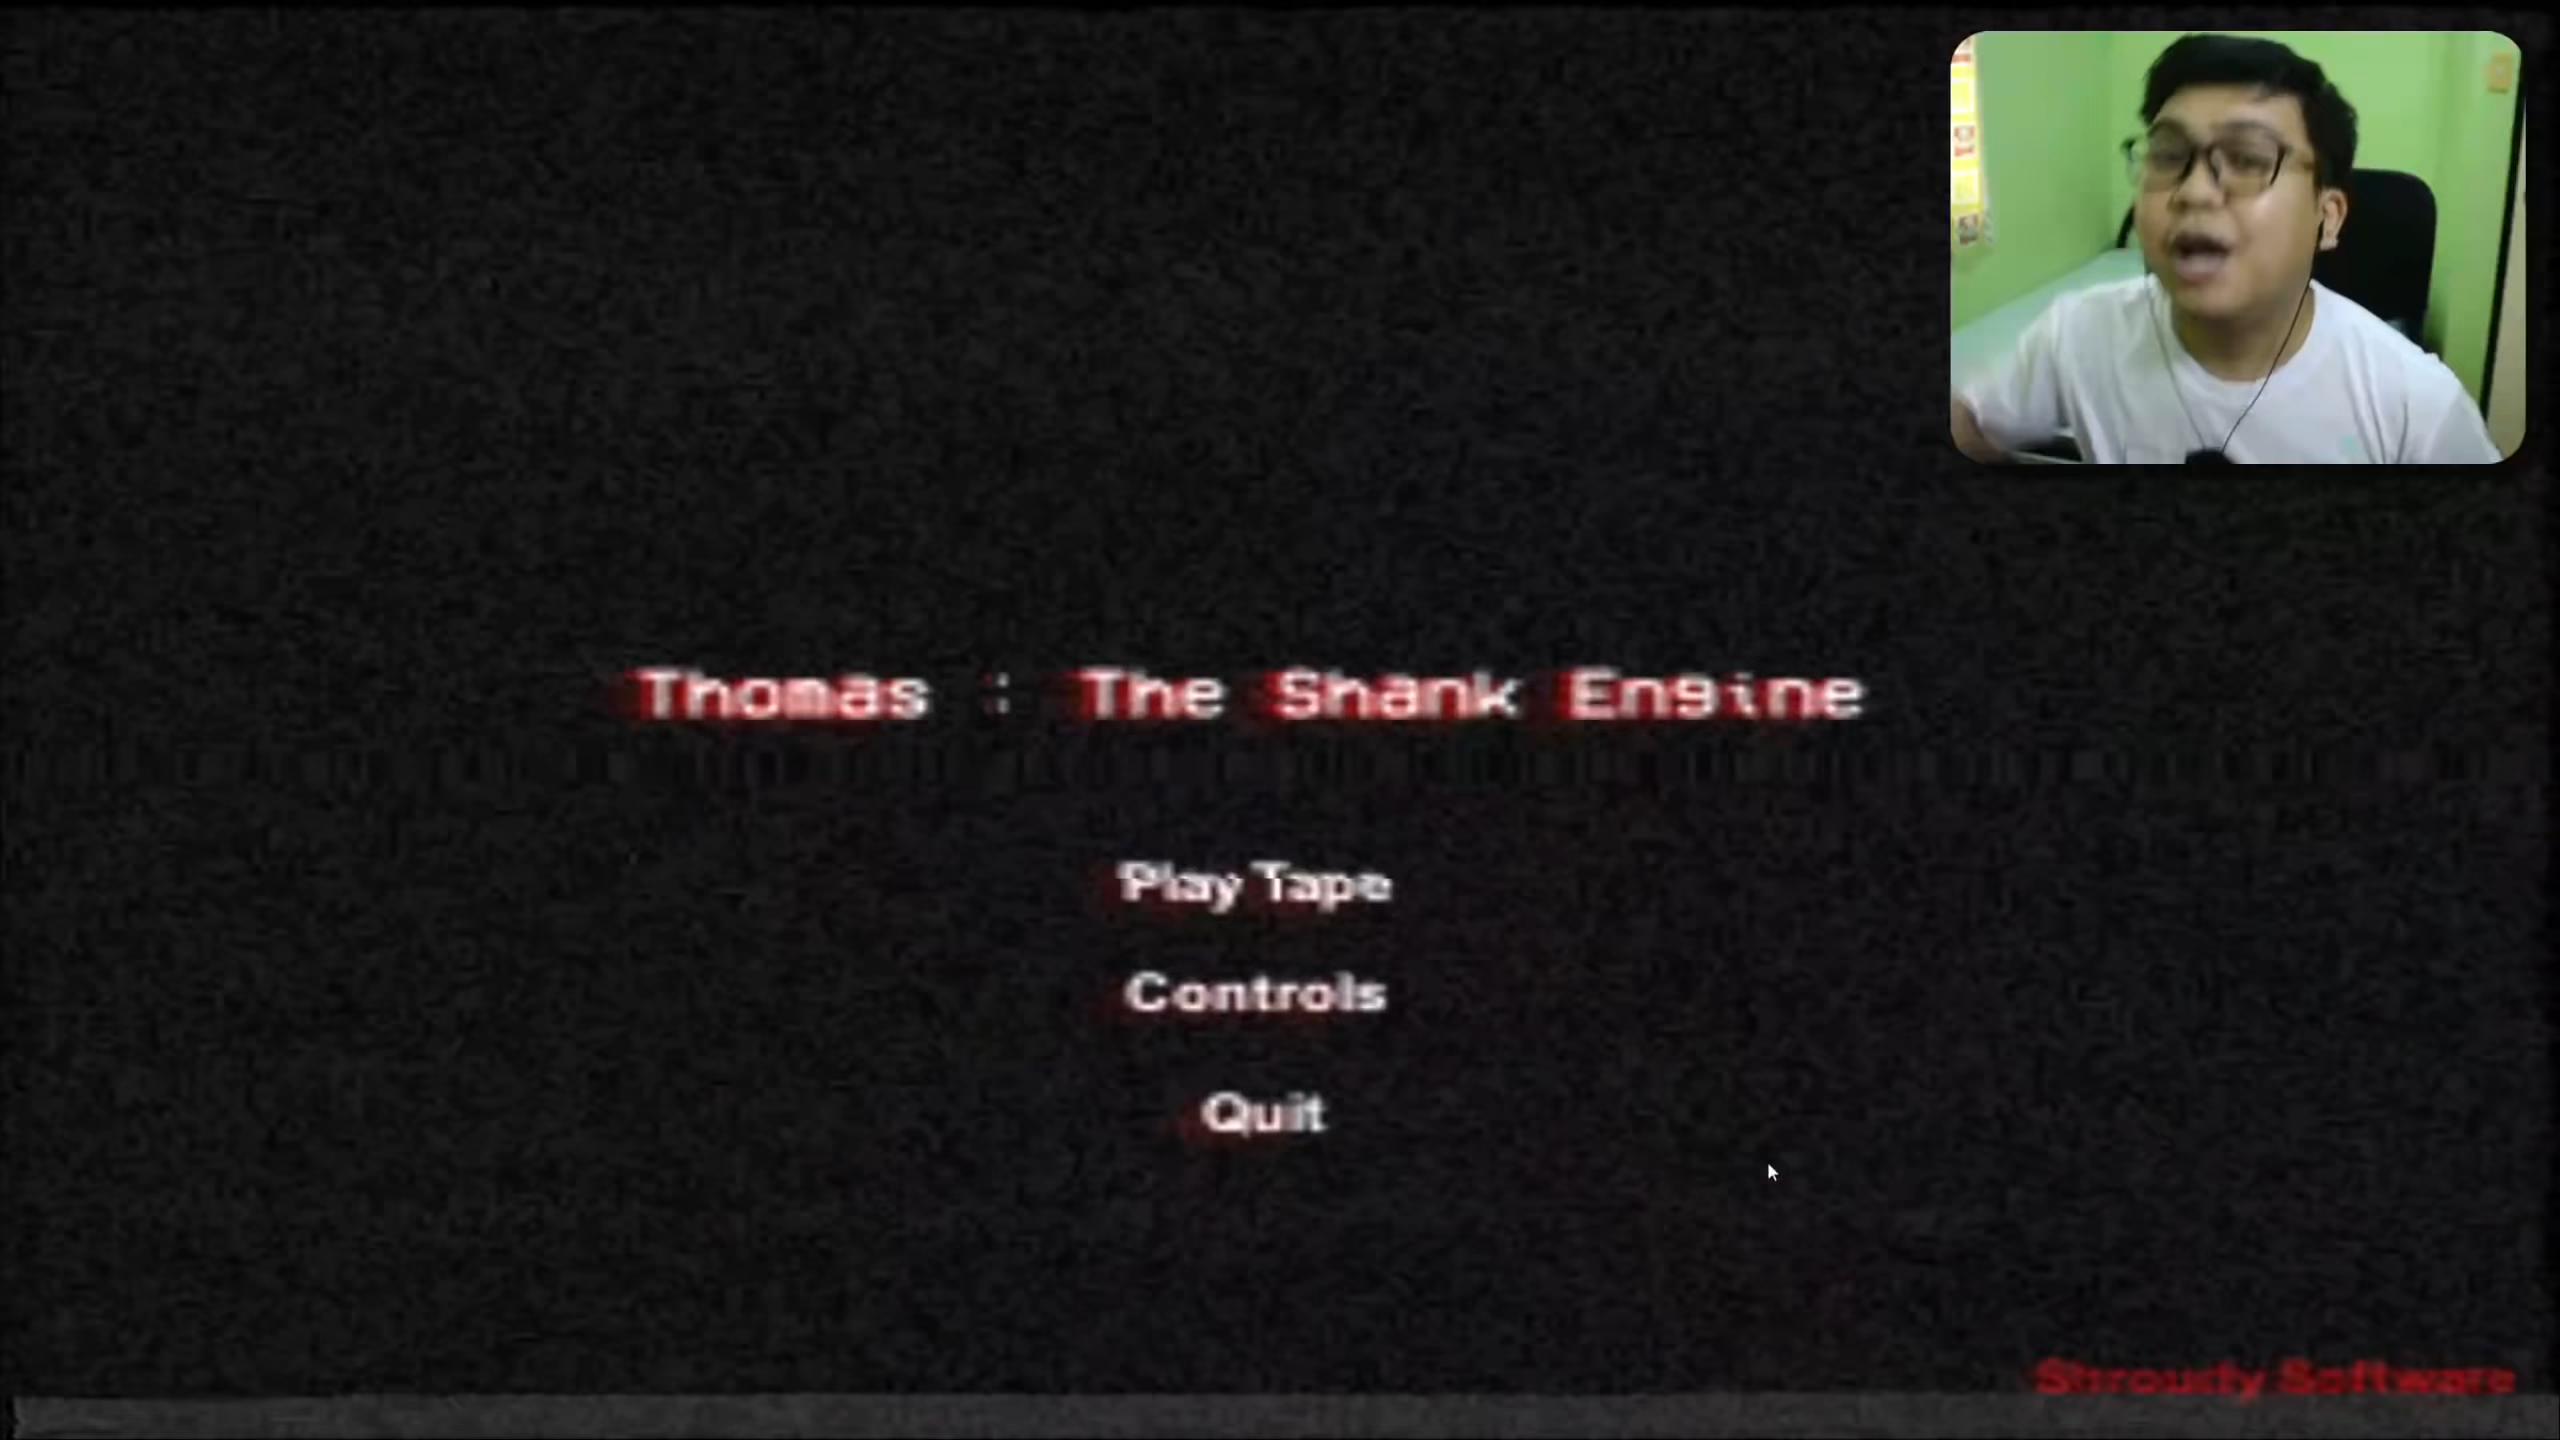 Thomas : The Shank Engine
Play Tape
Controls
Quit
Shroudy Software